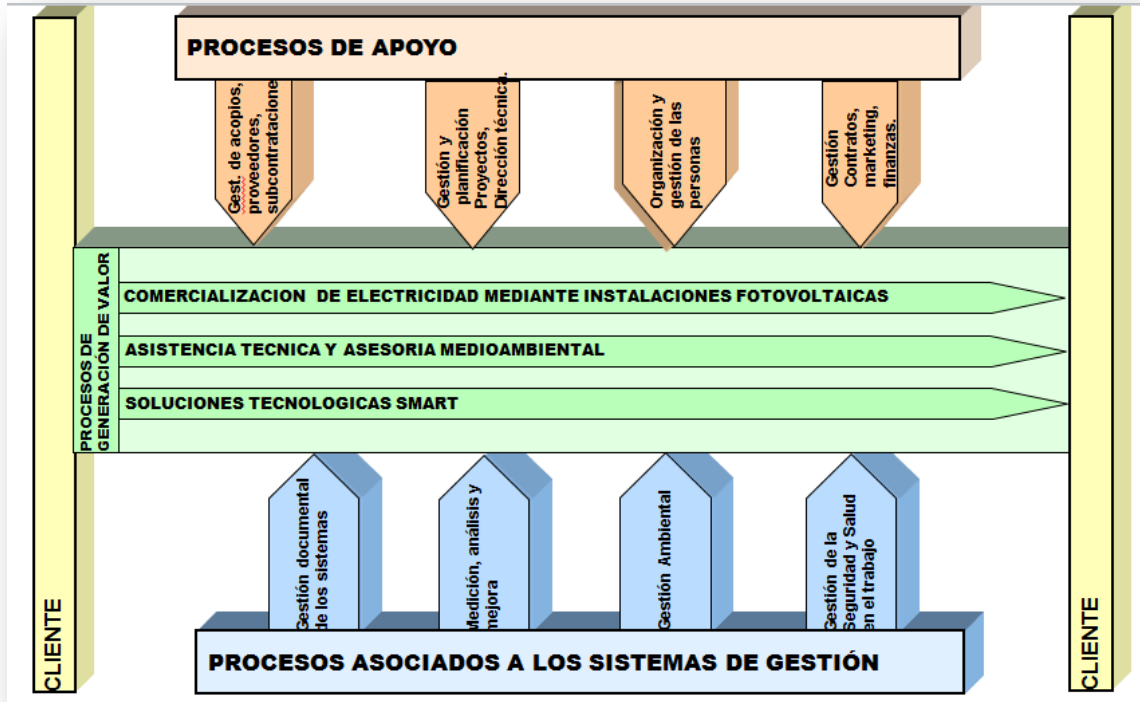 PROCESOS DE APOYO
Gest. de acopios,
proveedores,
subcontratacione
Gestión y
planificación
Proyectos,
Dirección técnica.
Organización y
gestión de las
personas
Gestión
Contratos,
marketing,
finanzas.
PROCESOS DE
GENERACIÓN DE VALOR
COMERCIALIZACION DE ELECTRICIDAD MEDIANTE INSTALACIONES FOTOVOLTAICAS
ASISTENCIA TECNICA Y ASESORIA MEDIOAMBIENTAL
SOLUCIONES TECNOLOGICAS SMART
Gestión documental
de los sistemas
Medición, análisis y
mejora
Gestión Ambiental
Gestión de la
Seguridad y Salud
en el trabajo
PROCESOS ASOCIADOS A LOS SISTEMAS DE GESTIÓN
CLIENTE
CLIENTE